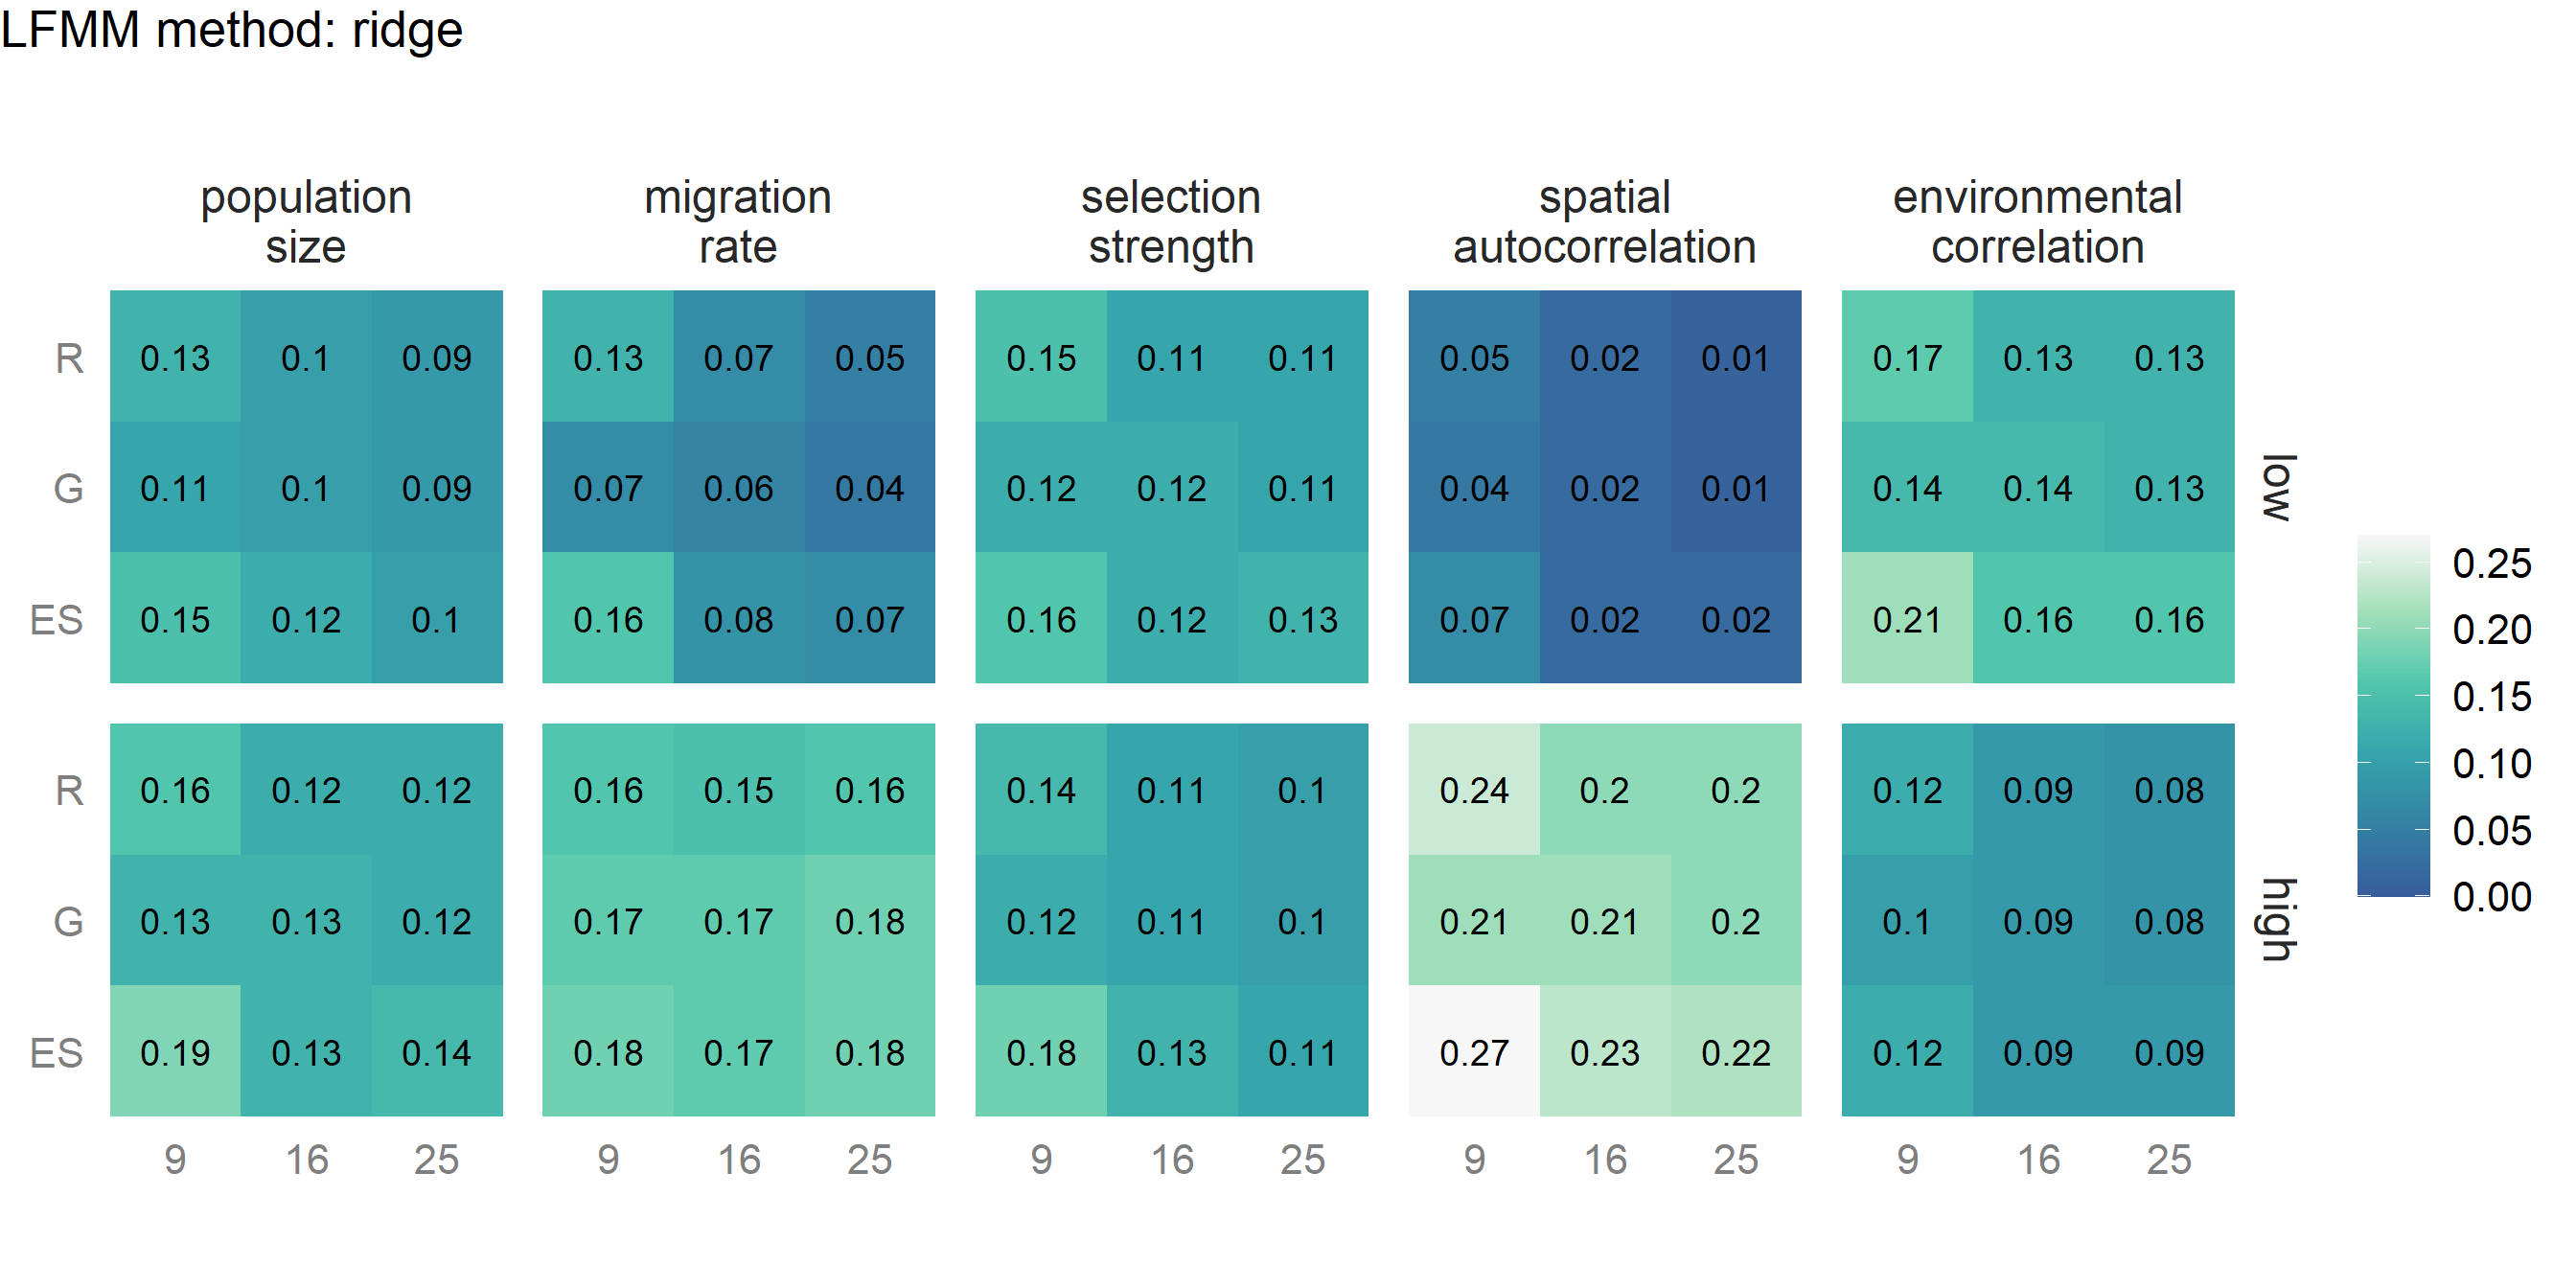 LFMM method: ridge
population size
migration rate
selection strength
spatial autocorrelation
environmental correlation
R 0.13 0.1 0.09 0.13 0.07 0.05 0.15 0.11 0.11 0.05 0.02 0.01 0.17 0.13 0.13
G 0.11 0.1 0.09 0.07 0.06 0.04 0.12 0.12 0.11 0.04 0.02 0.01 0.14 0.14 0.13
ES 0.15 0.12 0.1 0.16 0.08 0.07 0.16 0.12 0.13 0.07 0.02 0.02 0.21 0.16 0.16
low
R 0.16 0.12 0.12 0.16 0.15 0.16 0.14 0.11 0.1 0.24 0.2 0.2 0.12 0.09 0.08
G 0.13 0.13 0.12 0.17 0.17 0.18 0.12 0.11 0.1 0.21 0.21 0.2 0.1 0.09 0.08
ES 0.19 0.13 0.14 0.18 0.17 0.18 0.18 0.13 0.11 0.27 0.23 0.22 0.12 0.09 0.09
high
9 16 25 9 16 25 9 16 25 9 16 25 9 16 25
0.25
0.20
0.15
0.10
0.05
0.00